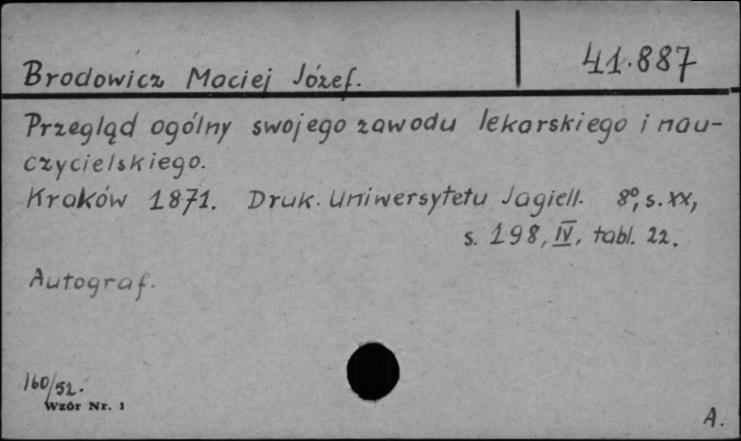 Brodowicz Maciej Józef.
41.887
Przegląd ogólny swojego zawodu lekarskiego i nau-
czycielskiego.
Kraków 1871. Druk. Uniwersytetu Jagiell. 8°, s. XX,
s. 198, IV, tabl. 22.
Autograf.
160/52.
Wzór Nr. 1
A.